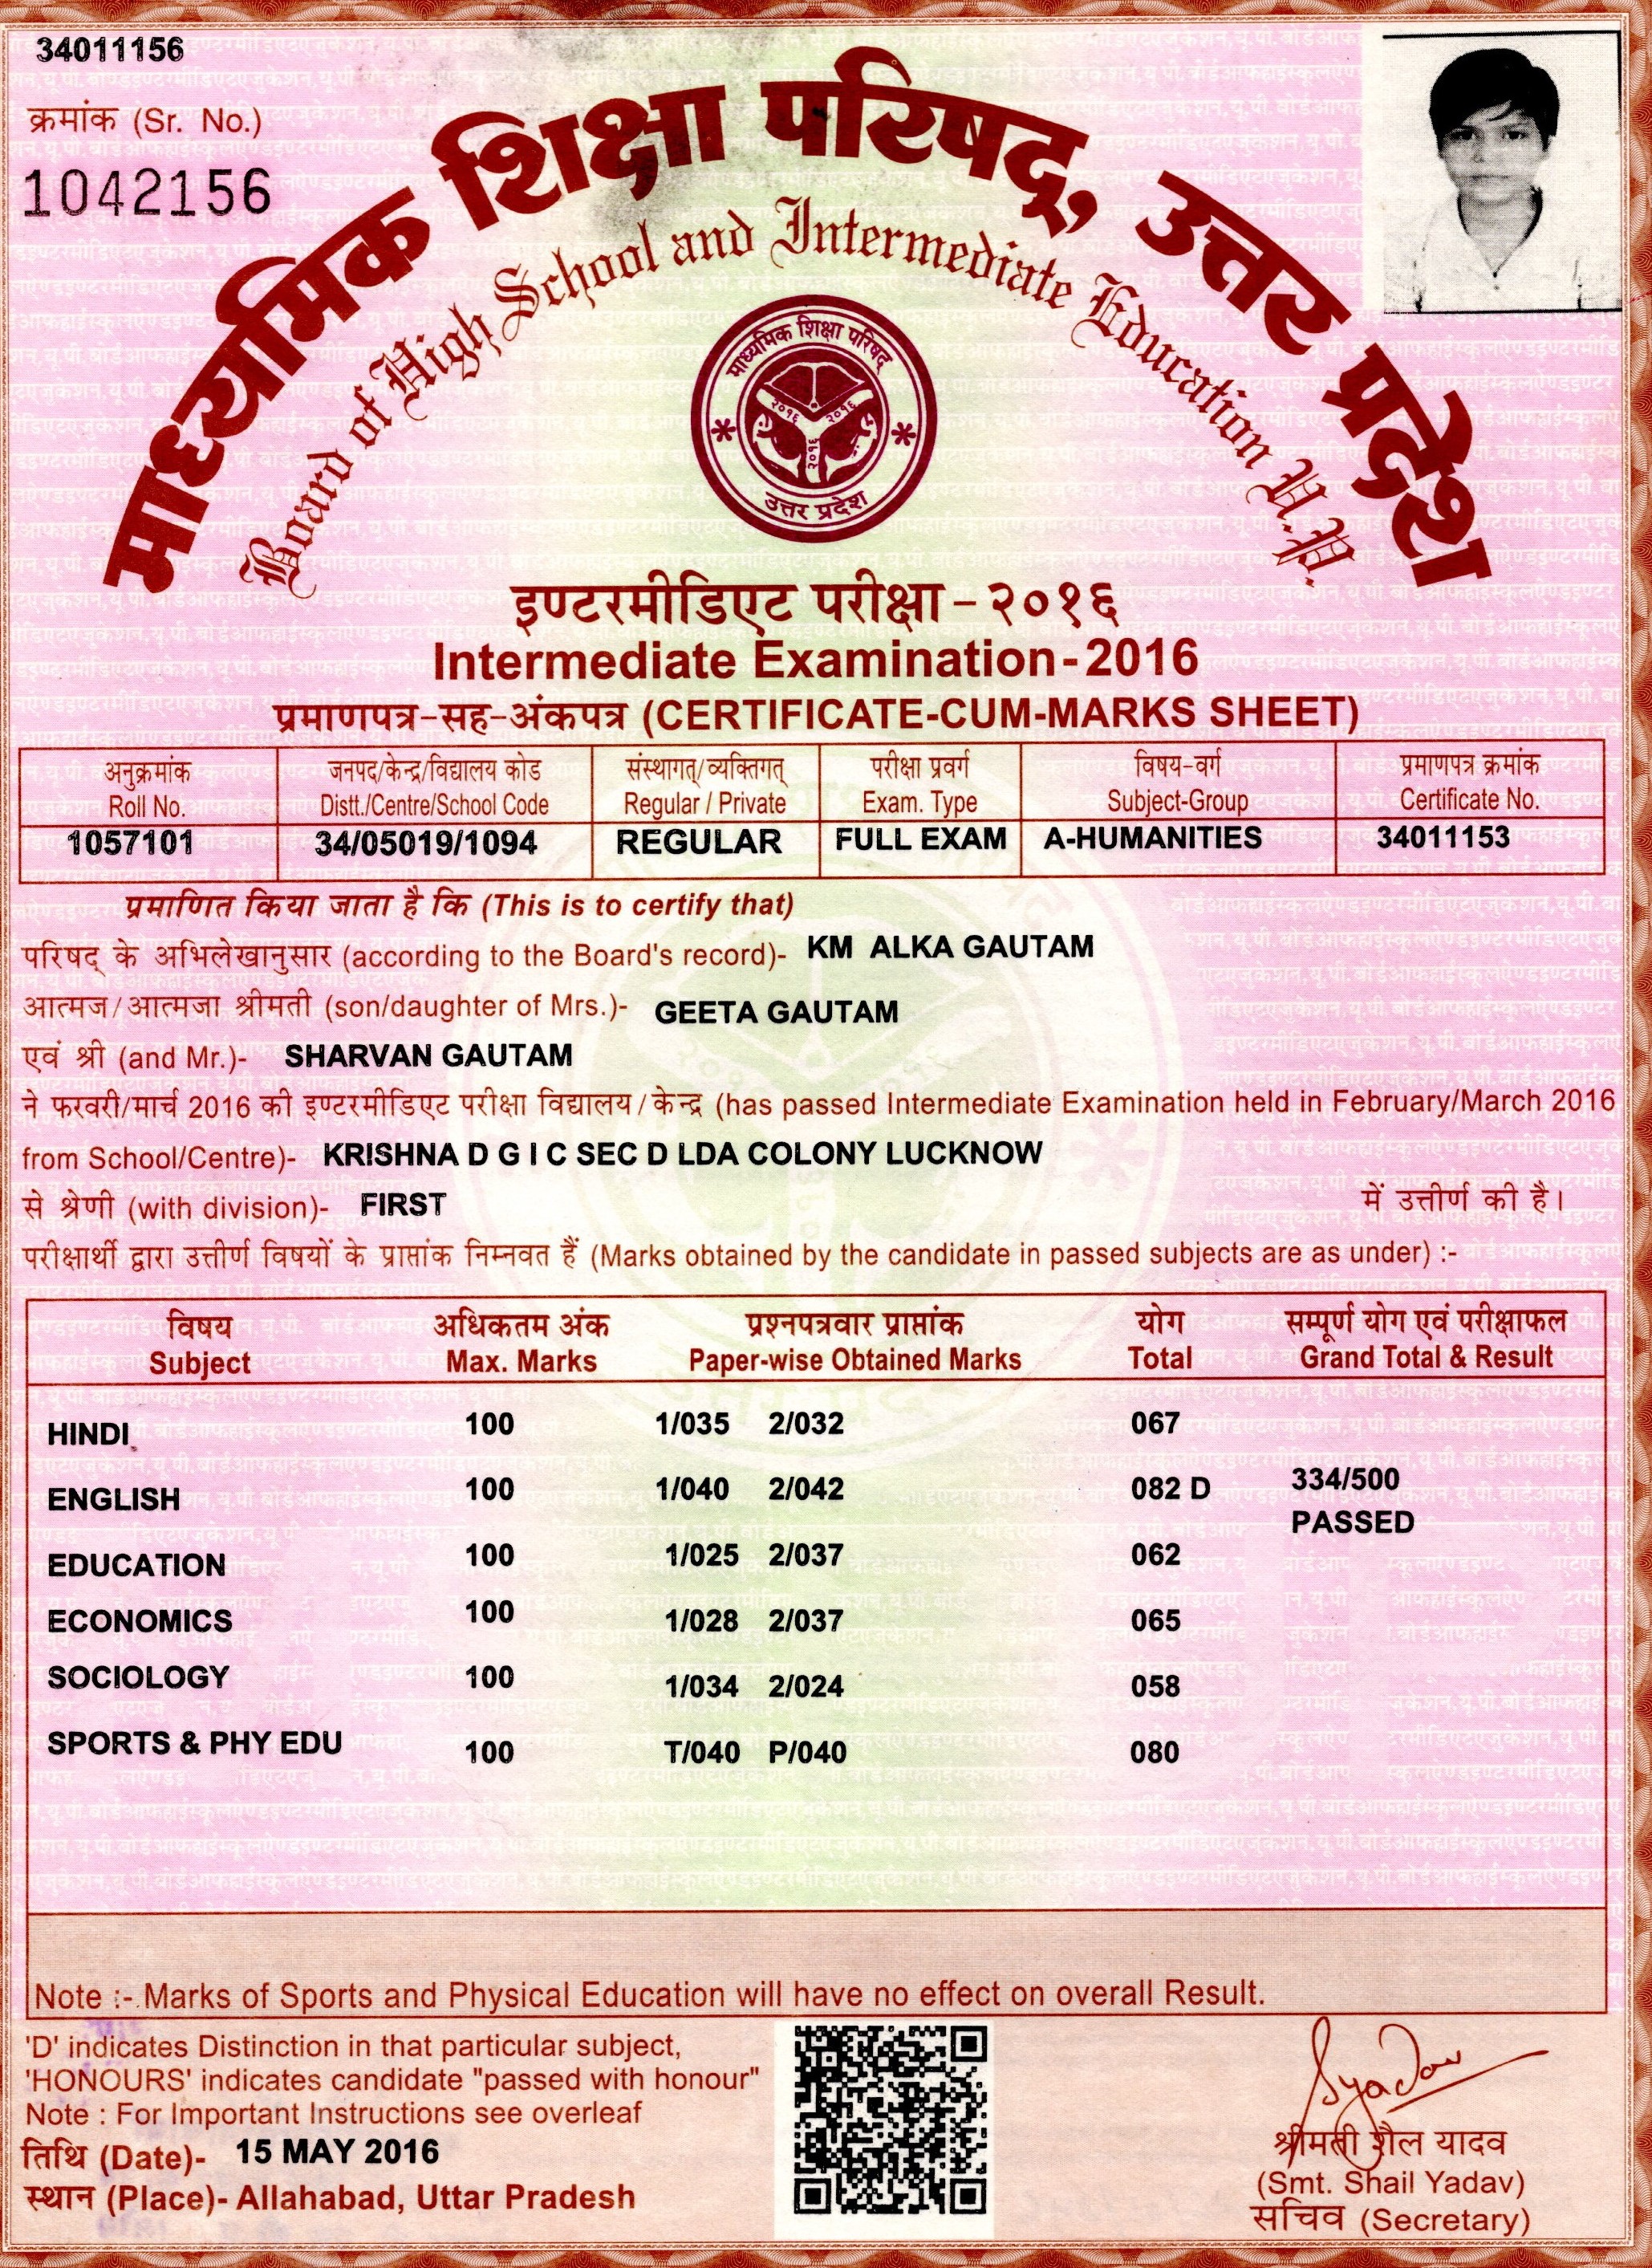 34011156
क्रमांक (Sr. No.)
1042156
माध्यमिक शिक्षा परिषद्, उत्तर प्रदेश
Board of High School and Intermediate Education U.P.
माध्यमिक शिक्षा परिषद्
२०१६ २०१६
२०१६
उत्तर प्रदेश
इण्टरमीडिएट परीक्षा - २०१६
Intermediate Examination - 2016
प्रमाणपत्र-सह-अंकपत्र (CERTIFICATE-CUM-MARKS SHEET)
अनुक्रमांक जनपद/केन्द्र/विद्यालय कोड संस्थागत/व्यक्तिगत् परीक्षा प्रवर्ग विषय-वर्ग प्रमाणपत्र क्रमांक
Roll No. Distt./Centre/School Code Regular / Private Exam. Type Subject-Group Certificate No.
1057101 34/05019/1094 REGULAR FULL EXAM A-HUMANITIES 34011153
प्रमाणित किया जाता है कि (This is to certify that)
परिषद् के अभिलेखानुसार (according to the Board's record)- KM ALKA GAUTAM
आत्मज/आत्मजा श्रीमती (son/daughter of Mrs.)- GEETA GAUTAM
एवं श्री (and Mr.)- SHARVAN GAUTAM
ने फरवरी/मार्च 2016 की इण्टरमीडिएट परीक्षा विद्यालय/केन्द्र (has passed Intermediate Examination held in February/March 2016
from School/Centre)- KRISHNA D G I C SEC D LDA COLONY LUCKNOW
से श्रेणी (with division)- FIRST में उत्तीर्ण की है।
परीक्षार्थी द्वारा उत्तीर्ण विषयों के प्राप्तांक निम्नवत हैं (Marks obtained by the candidate in passed subjects are as under) :-
विषय अधिकतम अंक प्रश्नपत्रवार प्राप्तांक योग सम्पूर्ण योग एवं परीक्षाफल
Subject Max. Marks Paper-wise Obtained Marks Total Grand Total & Result
HINDI 100 1/035 2/032 067
ENGLISH 100 1/040 2/042 082 D 334/500
PASSED
EDUCATION 100 1/025 2/037 062
ECONOMICS 100 1/028 2/037 065
SOCIOLOGY 100 1/034 2/024 058
SPORTS & PHY EDU 100 T/040 P/040 080
Note :- Marks of Sports and Physical Education will have no effect on overall Result.
'D' indicates Distinction in that particular subject,
'HONOURS' indicates candidate "passed with honour"
Note : For Important Instructions see overleaf
तिथि (Date)- 15 MAY 2016
स्थान (Place)- Allahabad, Uttar Pradesh
Syadav
श्रीमती शैल यादव
(Smt. Shail Yadav)
सचिव (Secretary)